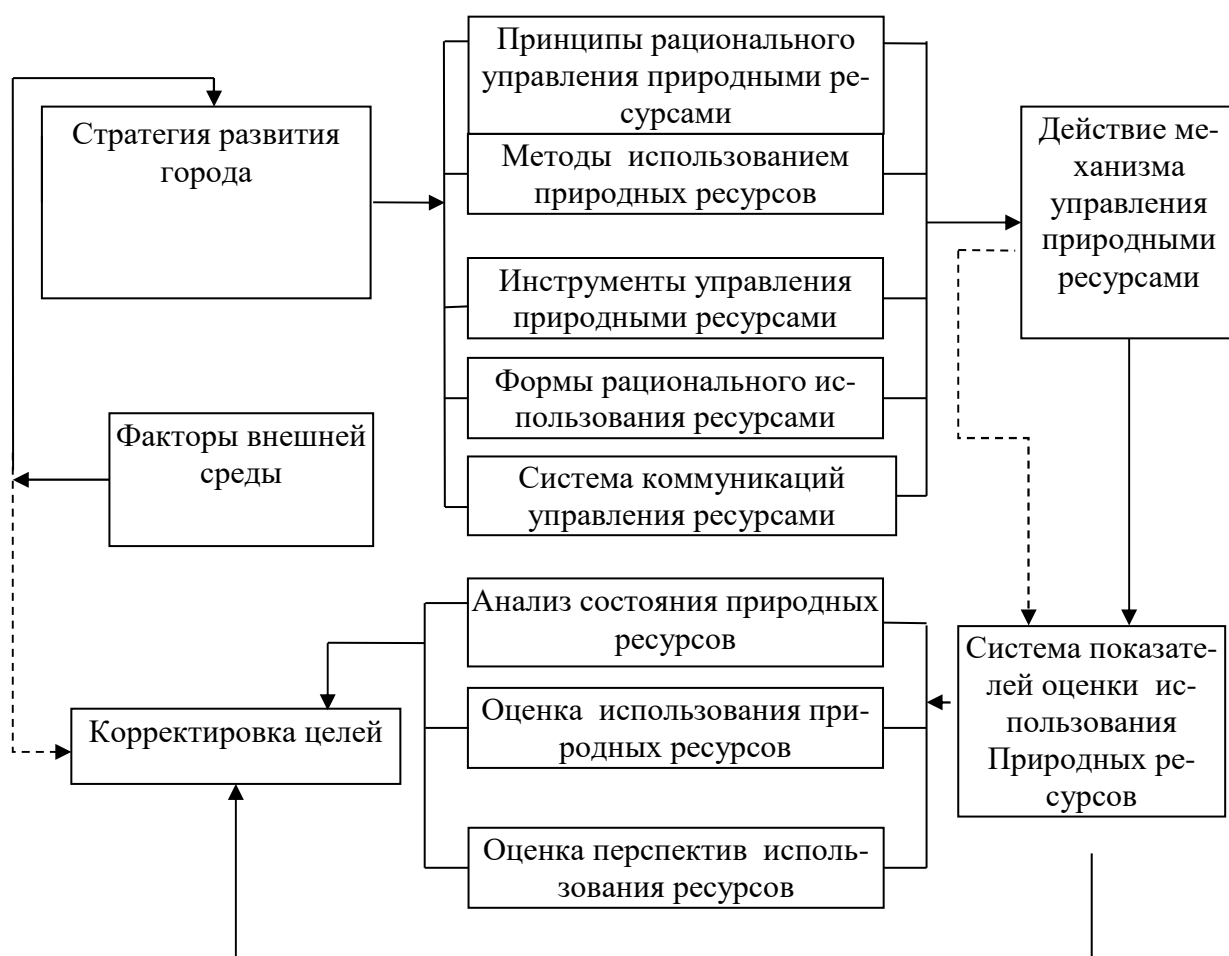 Принципы рационального
управления природными ре-
сурсами
Стратегия развития
города
Методы использованием
природных ресурсов
Действие ме-
ханизма
управления
природными
ресурсами
Инструменты управления
природными ресурсами
Формы рационального ис-
пользования ресурсами
Факторы внешней
среды
Система коммуникаций
управления ресурсами
Анализ состояния природных
ресурсов
Система показате-
лей оценки ис-
пользования
Природных ре-
сурсов
Корректировка целей
Оценка использования при-
родных ресурсов
Оценка перспектив исполь-
зования ресурсов